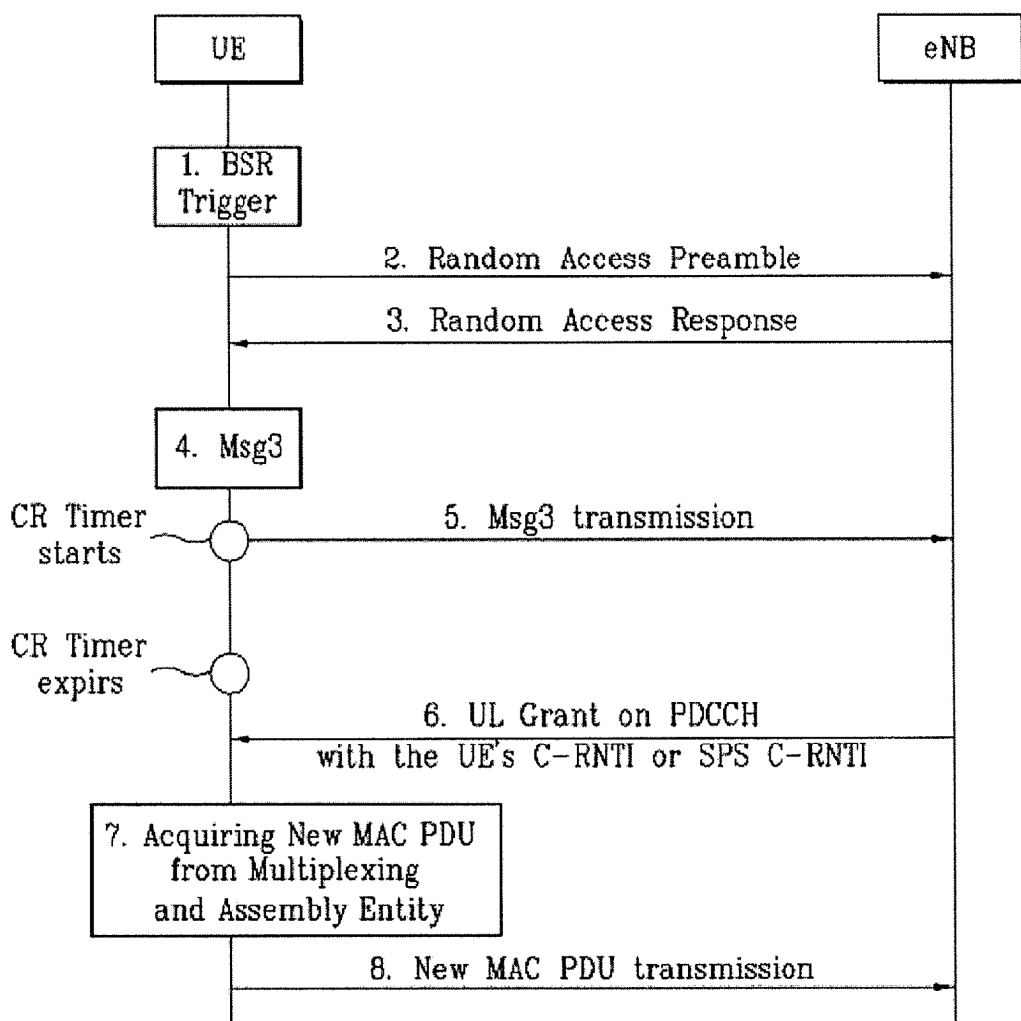 UE
eNB
1. BSR
Trigger
2. Random Access Preamble
3. Random Access Response
4. Msg3
CR Timer
starts
5. Msg3 transmission
CR Timer
expirs
6. UL Grant on PDCCH
with the UE's C-RNTI or SPS C-RNTI
7. Acquiring New MAC PDU
from Multiplexing
and Assembly Entity
8. New MAC PDU transmission